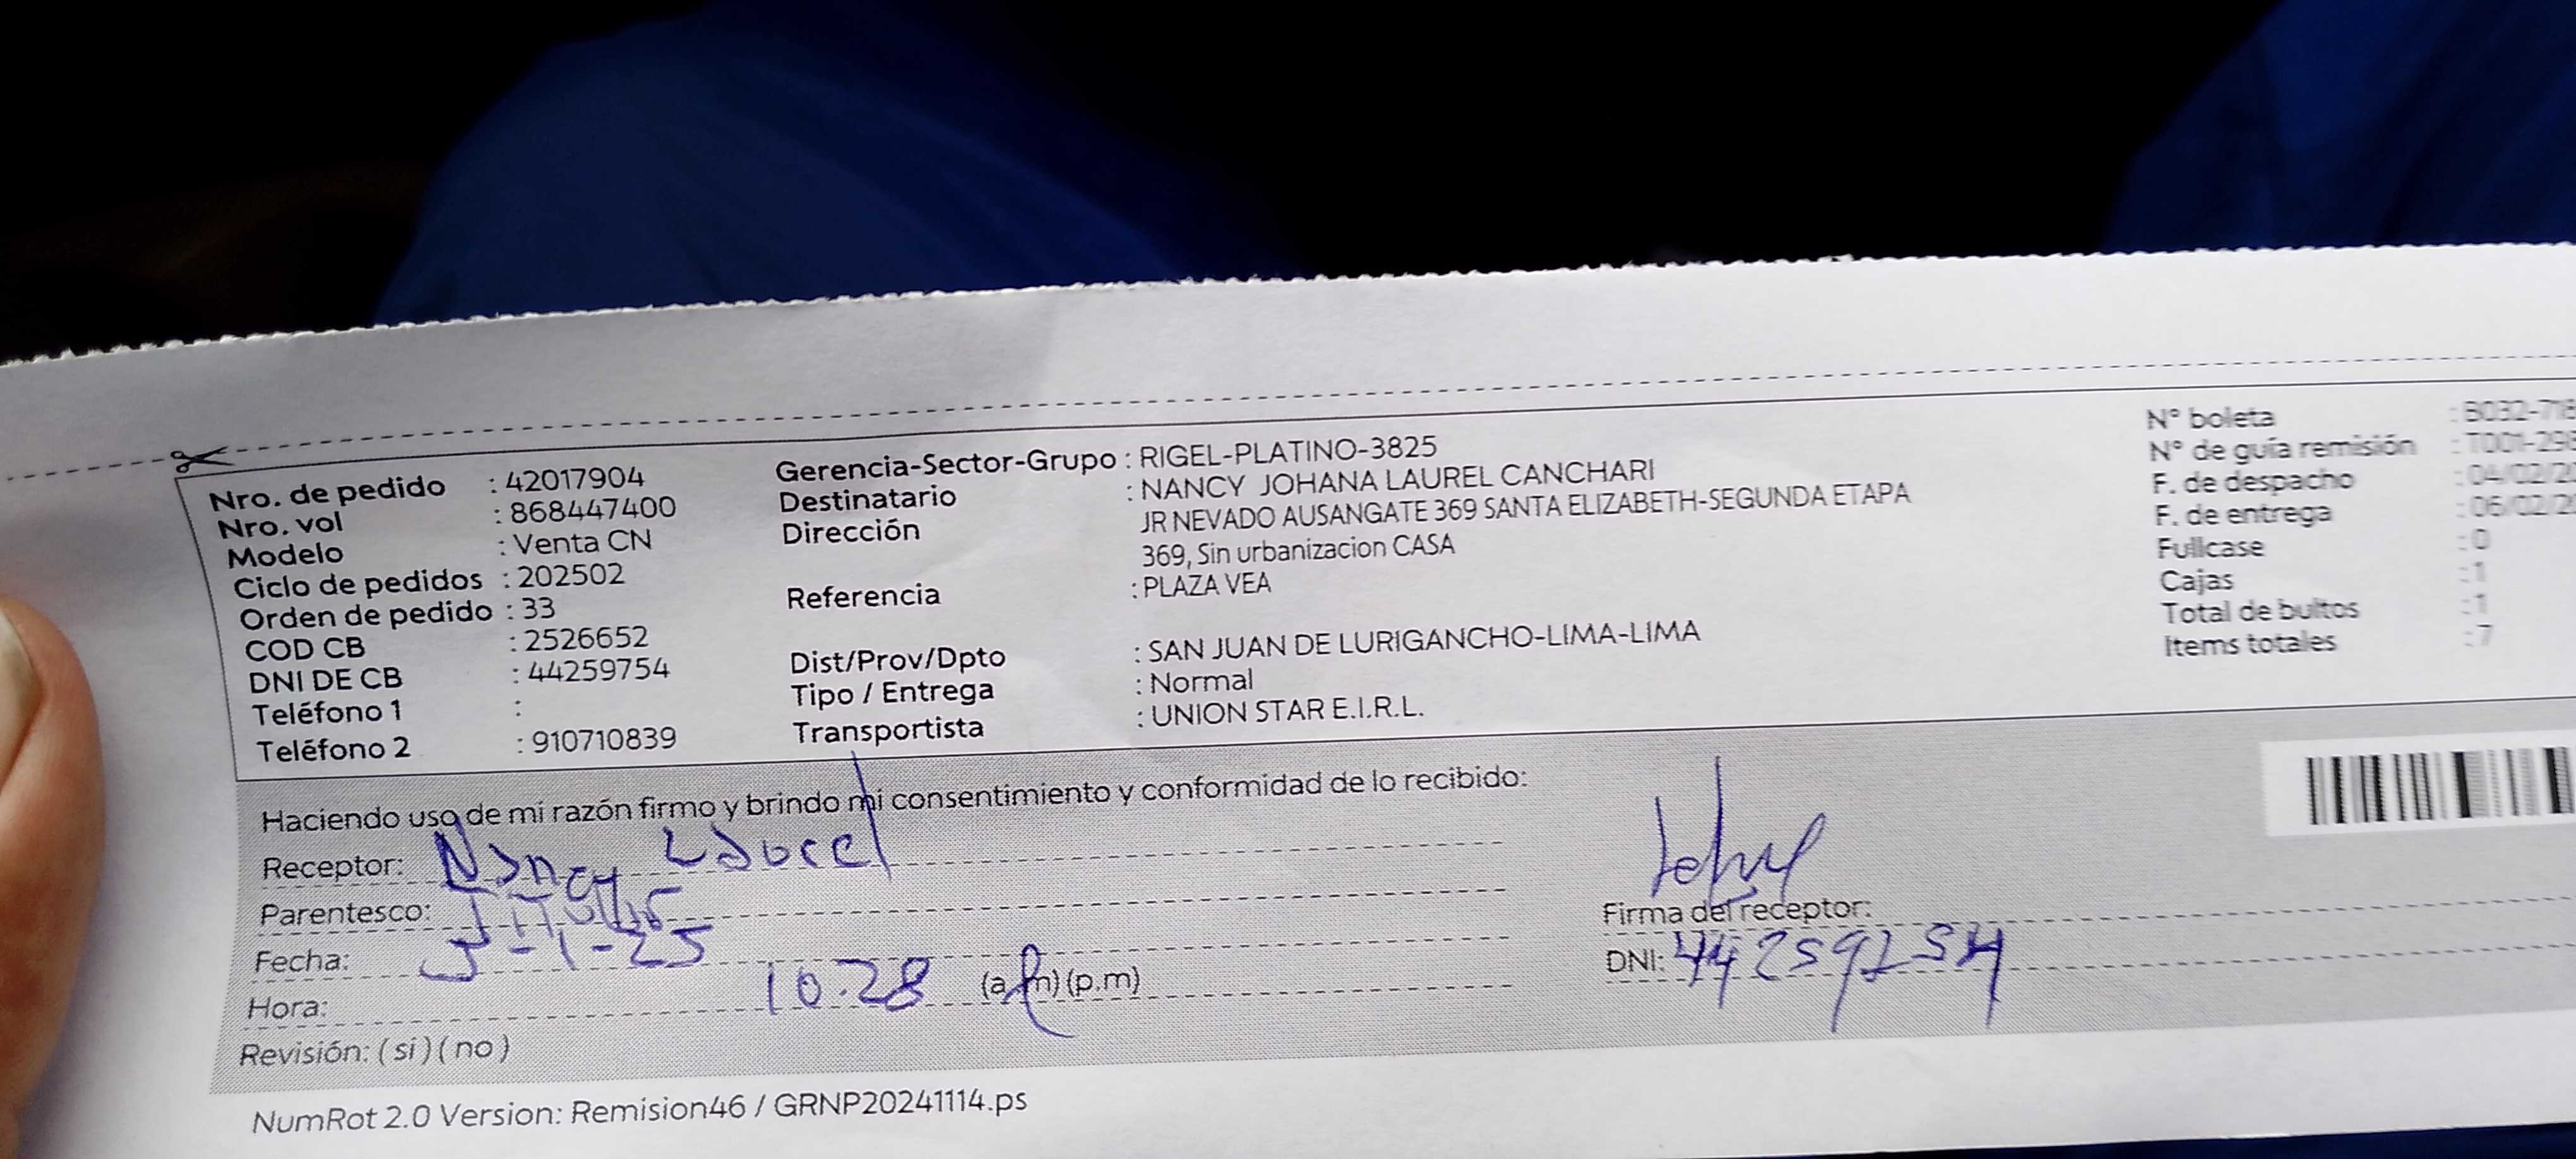 Nro. de pedido : 42017904
Nro. vol : 868447400
Modelo : Venta CN
Ciclo de pedidos : 202502
Orden de pedido : 33
COD CB : 2526652
DNI DE CB : 44259754
Teléfono 1 :
Teléfono 2 : 910710839
Gerencia-Sector-Grupo : RIGEL-PLATINO-3825
Destinatario : NANCY JOHANA LAUREL CANCHARI
Dirección JR NEVADO AUSANGATE 369 SANTA ELIZABETH-SEGUNDA ETAPA
369, Sin urbanizacion CASA
Referencia : PLAZA VEA
Dist/Prov/Dpto : SAN JUAN DE LURIGANCHO-LIMA-LIMA
Tipo / Entrega : Normal
Transportista : UNION STAR E.I.R.L.
N° boleta : B032-718
N° de guía remisión : T001-298
F. de despacho : 04/02/2
F. de entrega : 06/02/2
Fullcase : 0
Cajas : 1
Total de bultos : 1
Items totales : 7
Haciendo uso de mi razón firmo y brindo mi consentimiento y conformidad de lo recibido:
Receptor: Nancy Laurel
Parentesco:
Fecha: 5-1-25
Hora: 10.28 (a.m) (p.m)
Revisión: (si) (no)
Firma del receptor:
DNI: 44259754
NumRot 2.0 Version: Remision46 / GRNP20241114.ps